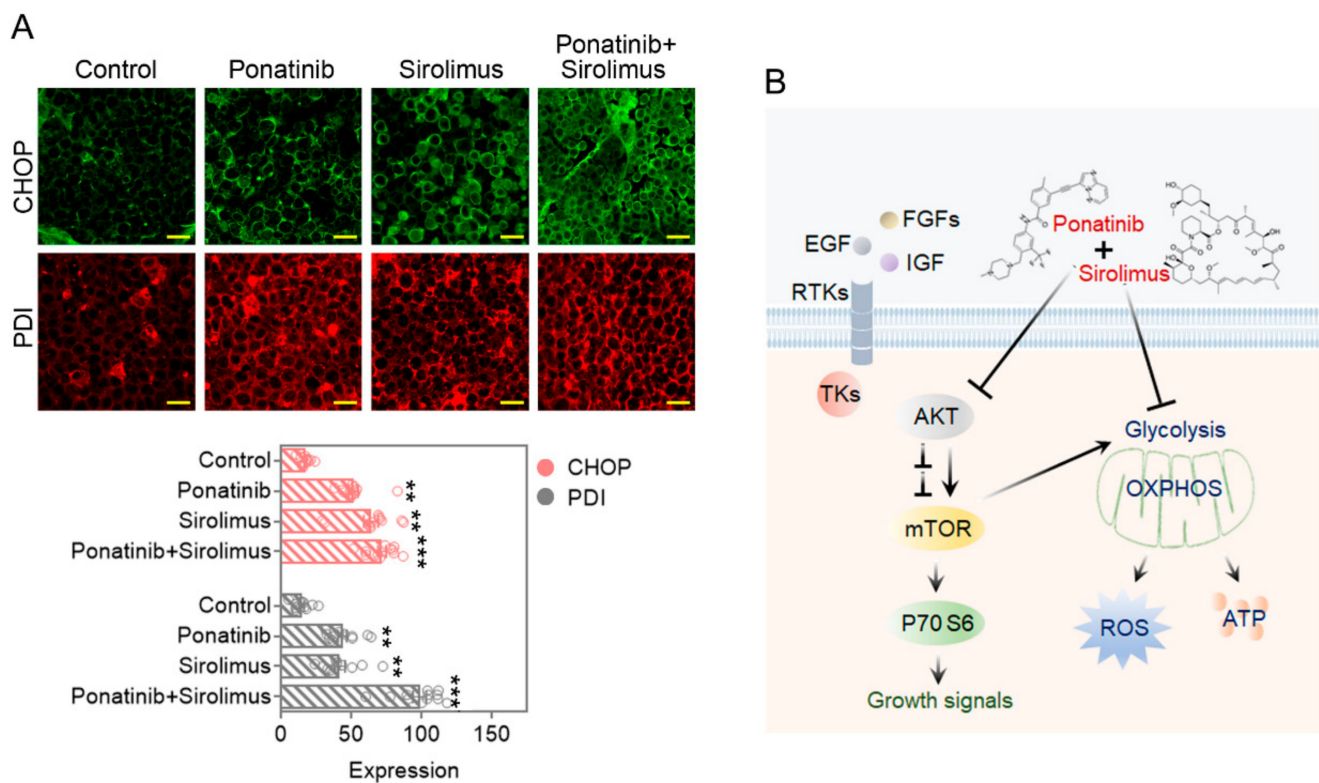 A
Control
Ponatinib
Sirolimus
Ponatinib+
Sirolimus
CHOP
PDI
Control
Ponatinib
**
Sirolimus
**
Ponatinib+Sirolimus
***
Control
Ponatinib
**
Sirolimus
**
Ponatinib+Sirolimus
***
CHOP
PDI
0 50 100 150
Expression
B
FGFs
EGF
IGF
RTKs
TKs
Ponatinib
+
Sirolimus
AKT
mTOR
P70 S6
Growth signals
Glycolysis
OXPHOS
ROS
ATP